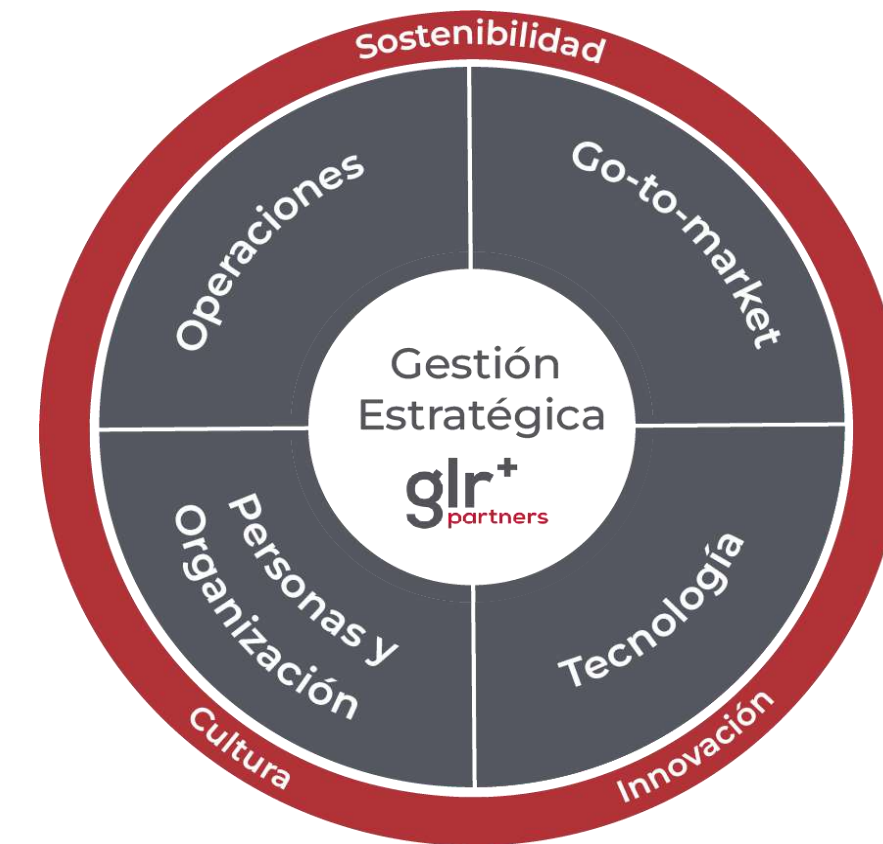 Sostenibilidad
Operaciones
Go-to-market
Gestión
Estratégica
glr+
partners
Personas y
Organización
Tecnología
Cultura
Innovación